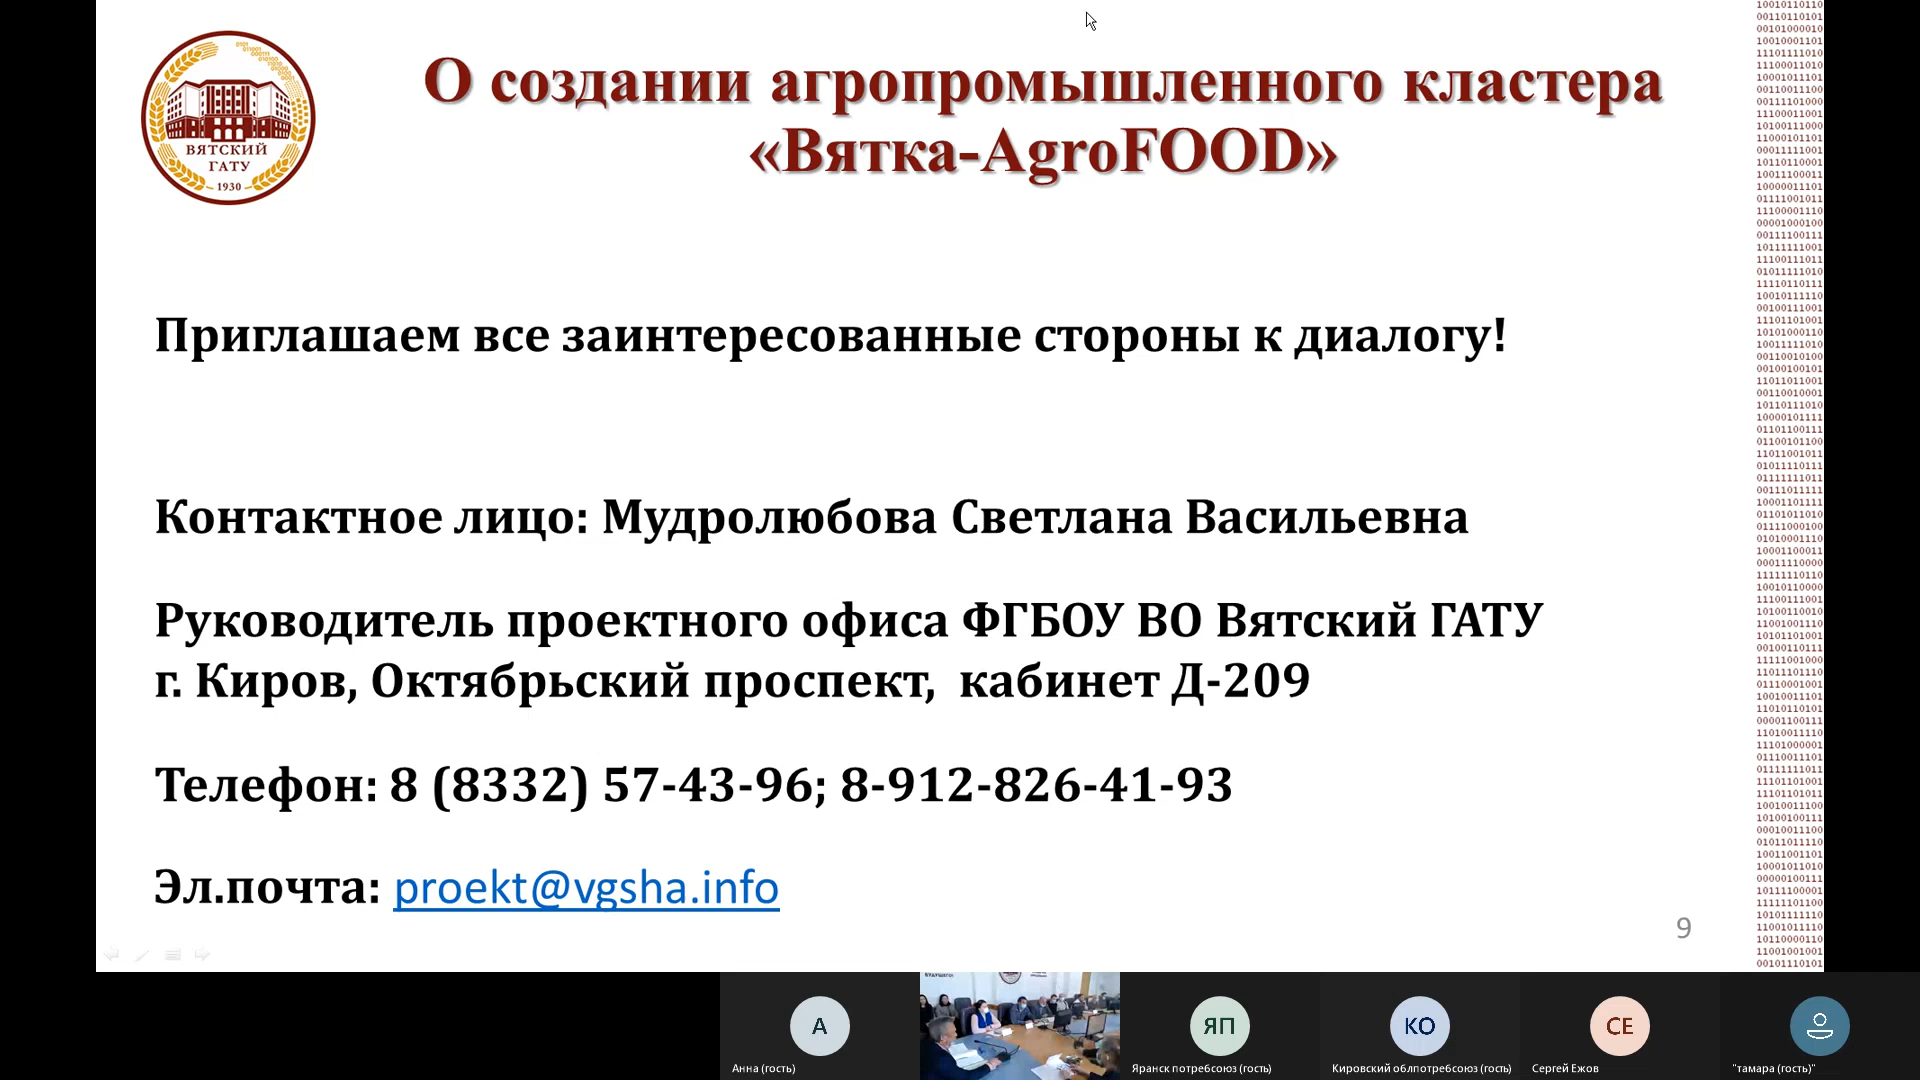 О создании агропромышленного кластера
«Вятка-AgroFOOD»
ВЯТСКИЙ
ГАТУ
1930
Приглашаем все заинтересованные стороны к диалогу!
Контактное лицо: Мудролюбова Светлана Васильевна
Руководитель проектного офиса ФГБОУ ВО Вятский ГАТУ
г. Киров, Октябрьский проспект, кабинет Д-209
Телефон: 8 (8332) 57-43-96; 8-912-826-41-93
Эл.почта: proekt@vgsha.info
9
А
ЯП
КО
СЕ
Анна (гость)
Яранск потребсоюз (гость)
Кировский облпотребсоюз (гость)
Сергей Ежов
"тамара (гость)"